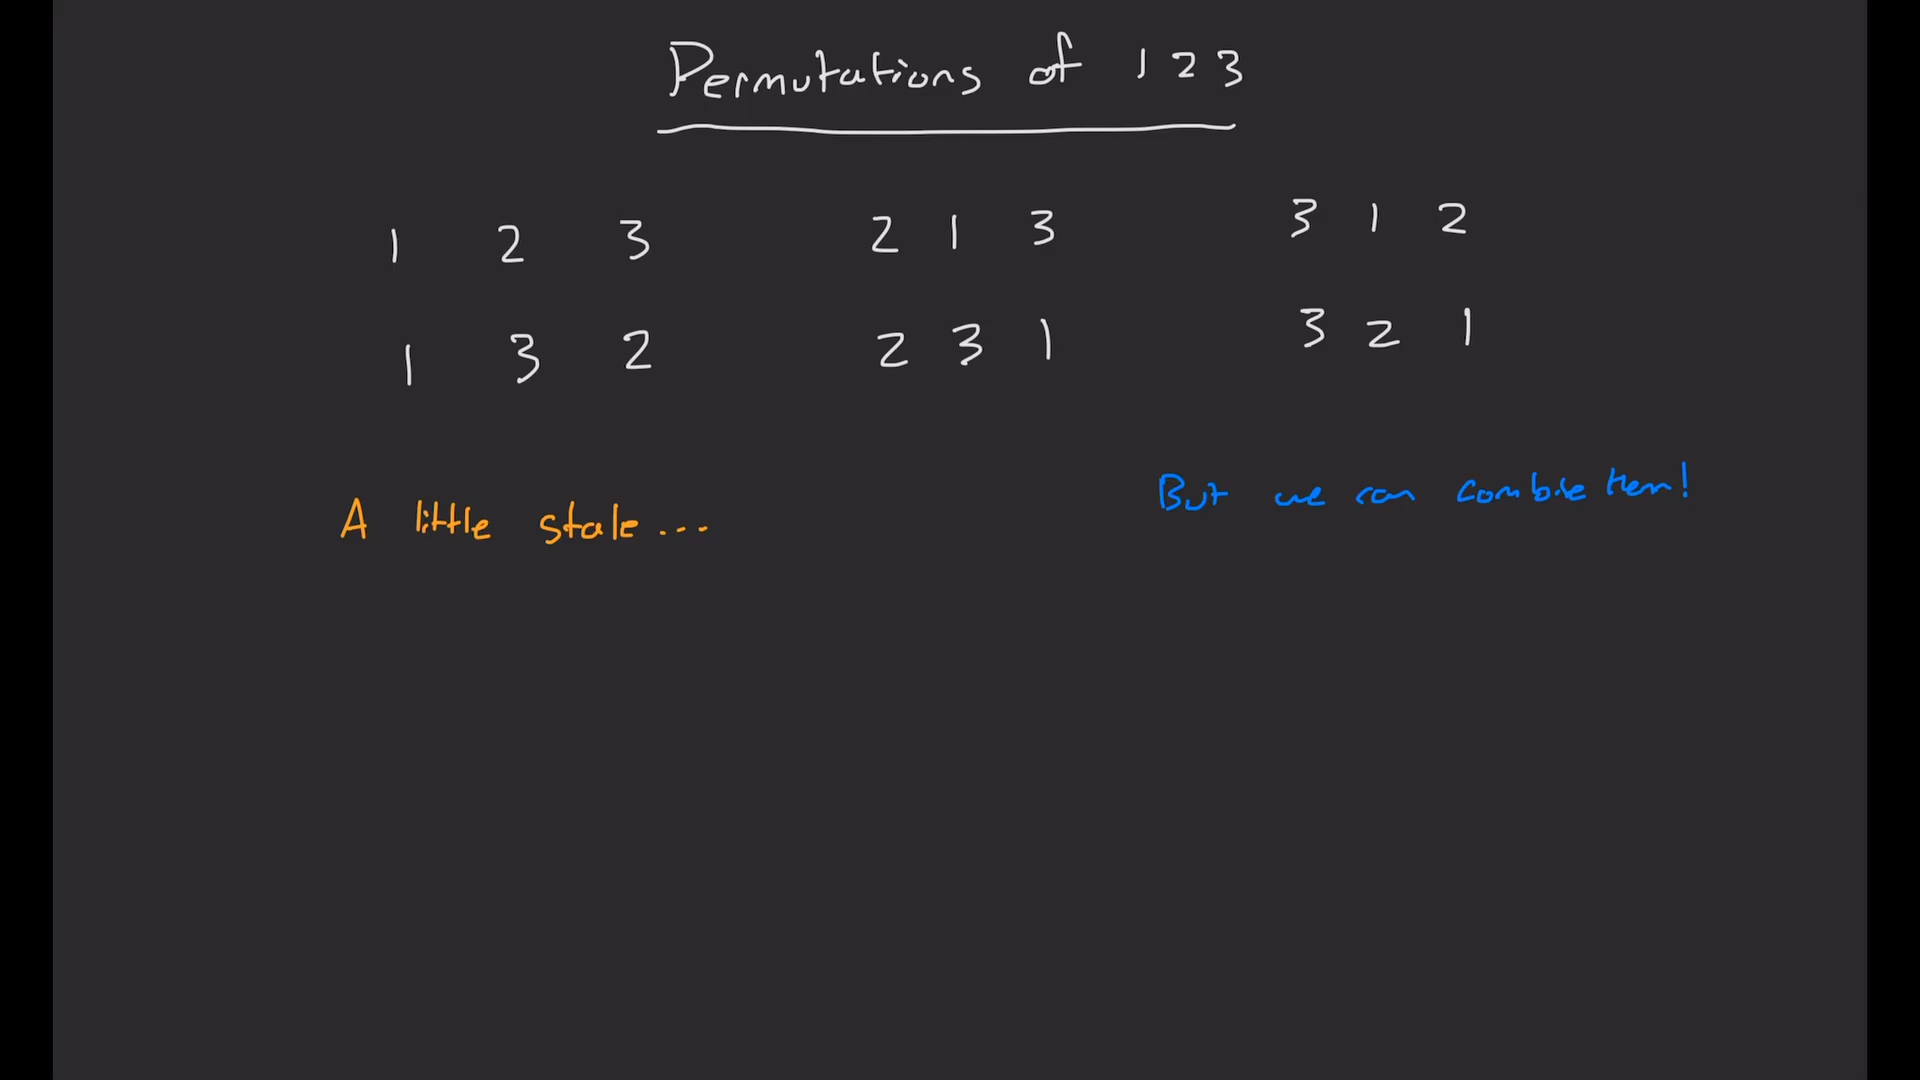 Permutations of 1 2 3
1 2 3 2 1 3 3 1 2
1 3 2 2 3 1 3 2 1
A little stale...
But we can combine them!